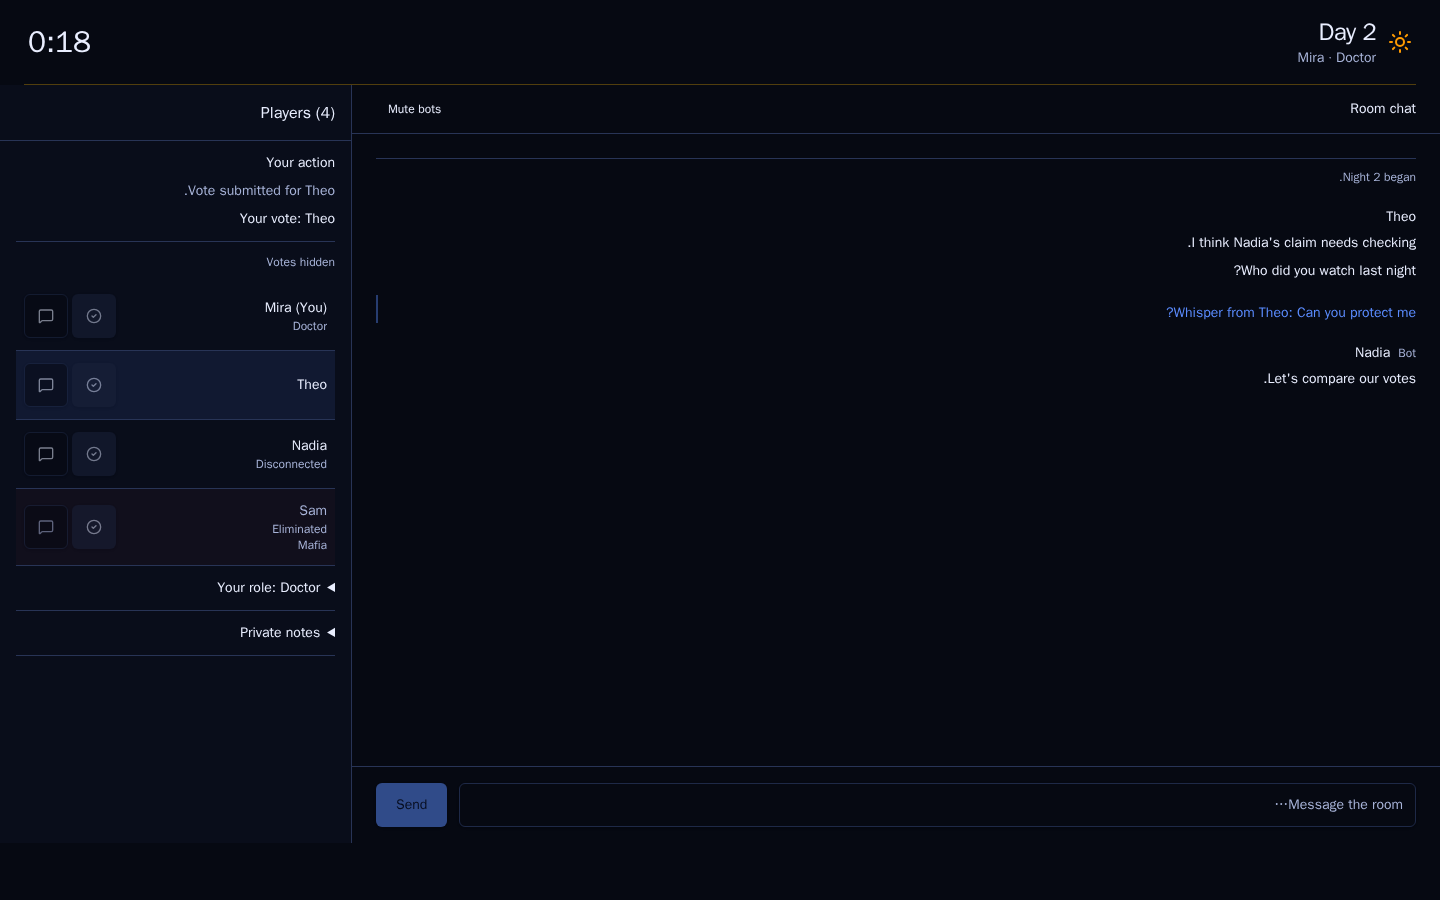 0:18
Day 2
Mira · Doctor
Players (4)
Your action
.Vote submitted for Theo
Your vote: Theo
Votes hidden
Mira (You)
Doctor
Theo
Nadia
Disconnected
Sam
Eliminated
Mafia
Your role: Doctor
Private notes
Mute bots
Room chat
.Night 2 began
Theo
.I think Nadia's claim needs checking
?Who did you watch last night
?Whisper from Theo: Can you protect me
Nadia Bot
.Let's compare our votes
Send
…Message the room